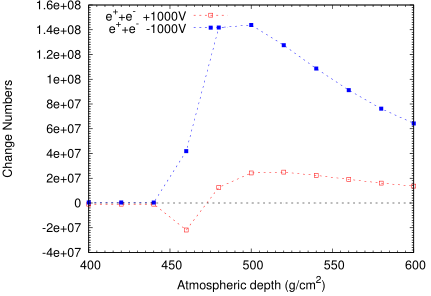 1.6e+08
1.4e+08
1.2e+08
1e+08
8e+07
6e+07
4e+07
2e+07
0
-2e+07
-4e+07
Change Numbers
e⁺+e⁻ +1000V
e⁺+e⁻ -1000V
400 450 500 550 600
Atmospheric depth (g/cm²)